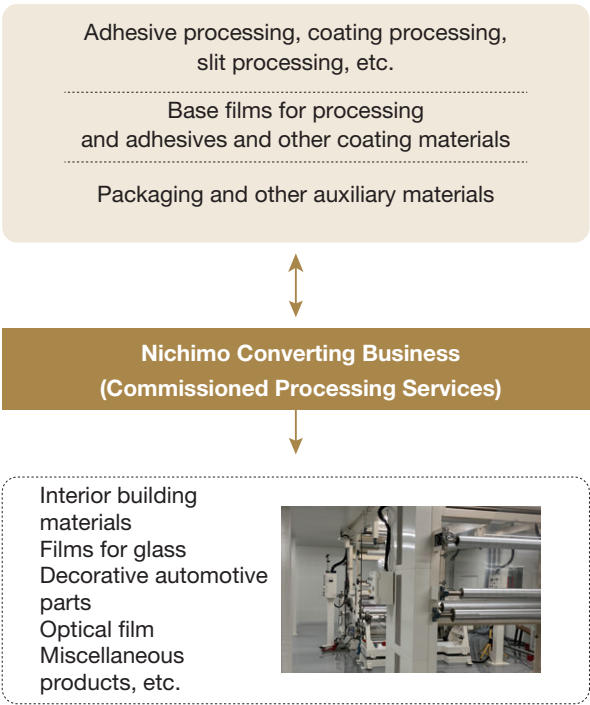 Adhesive processing, coating processing,
slit processing, etc.
Base films for processing
and adhesives and other coating materials
Packaging and other auxiliary materials
Nichimo Converting Business
(Commissioned Processing Services)
Interior building
materials
Films for glass
Decorative automotive
parts
Optical film
Miscellaneous
products, etc.